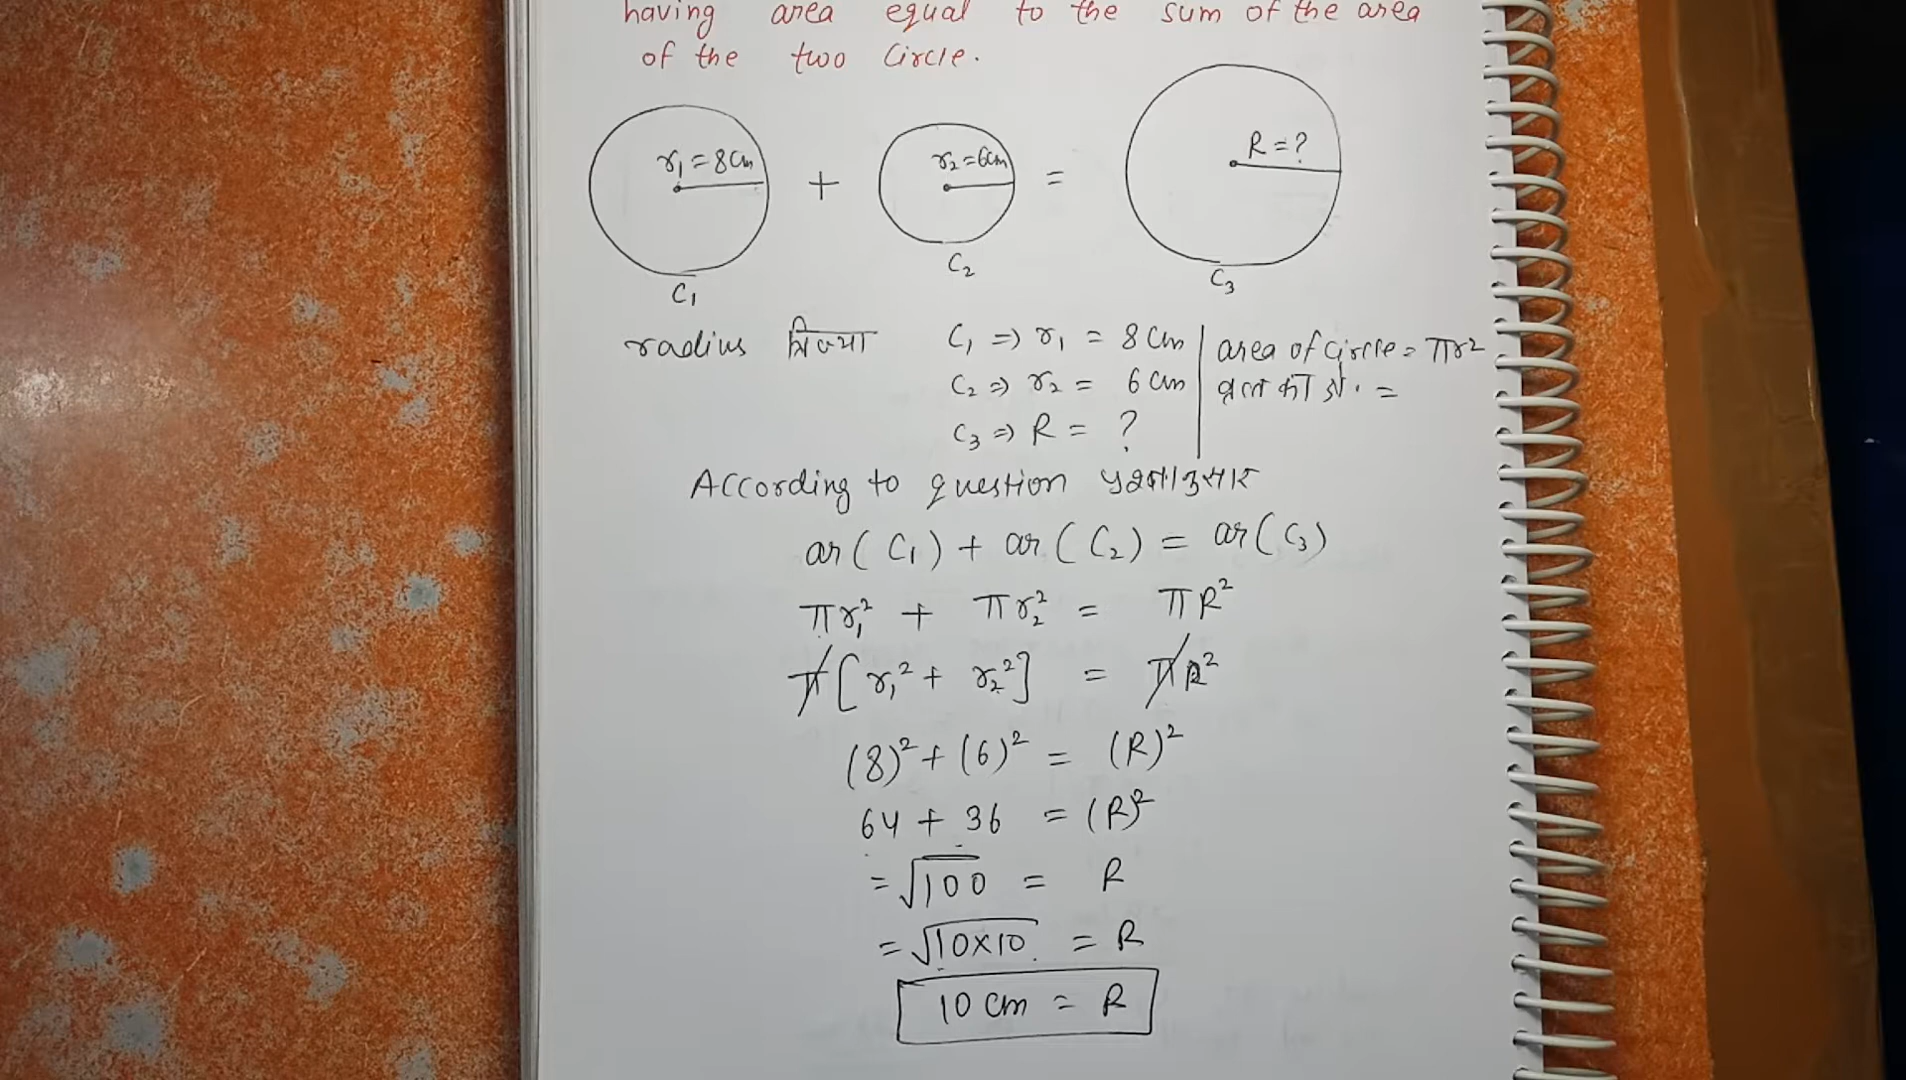 having area equal to the sum of the area
of the two Circle.
r₁ = 8cm
+
r₂ = 6cm
=
R = ?
C₁
C₂
C₃
radius त्रिज्या
C₁ ⇒ r₁ = 8 cm
C₂ ⇒ r₂ = 6 cm
C₃ ⇒ R = ?
area of circle = πr²
वृत्त का क्षे. =
According to question प्रश्नानुसार
ar ( C₁ ) + ar ( C₂ ) = ar ( C₃ )
πr₁² + πr₂² = πR²
π [ r₁² + r₂² ] = πR²
(8)² + (6)² = (R)²
64 + 36 = (R)²
= √100 = R
= √10×10 = R
10 cm = R